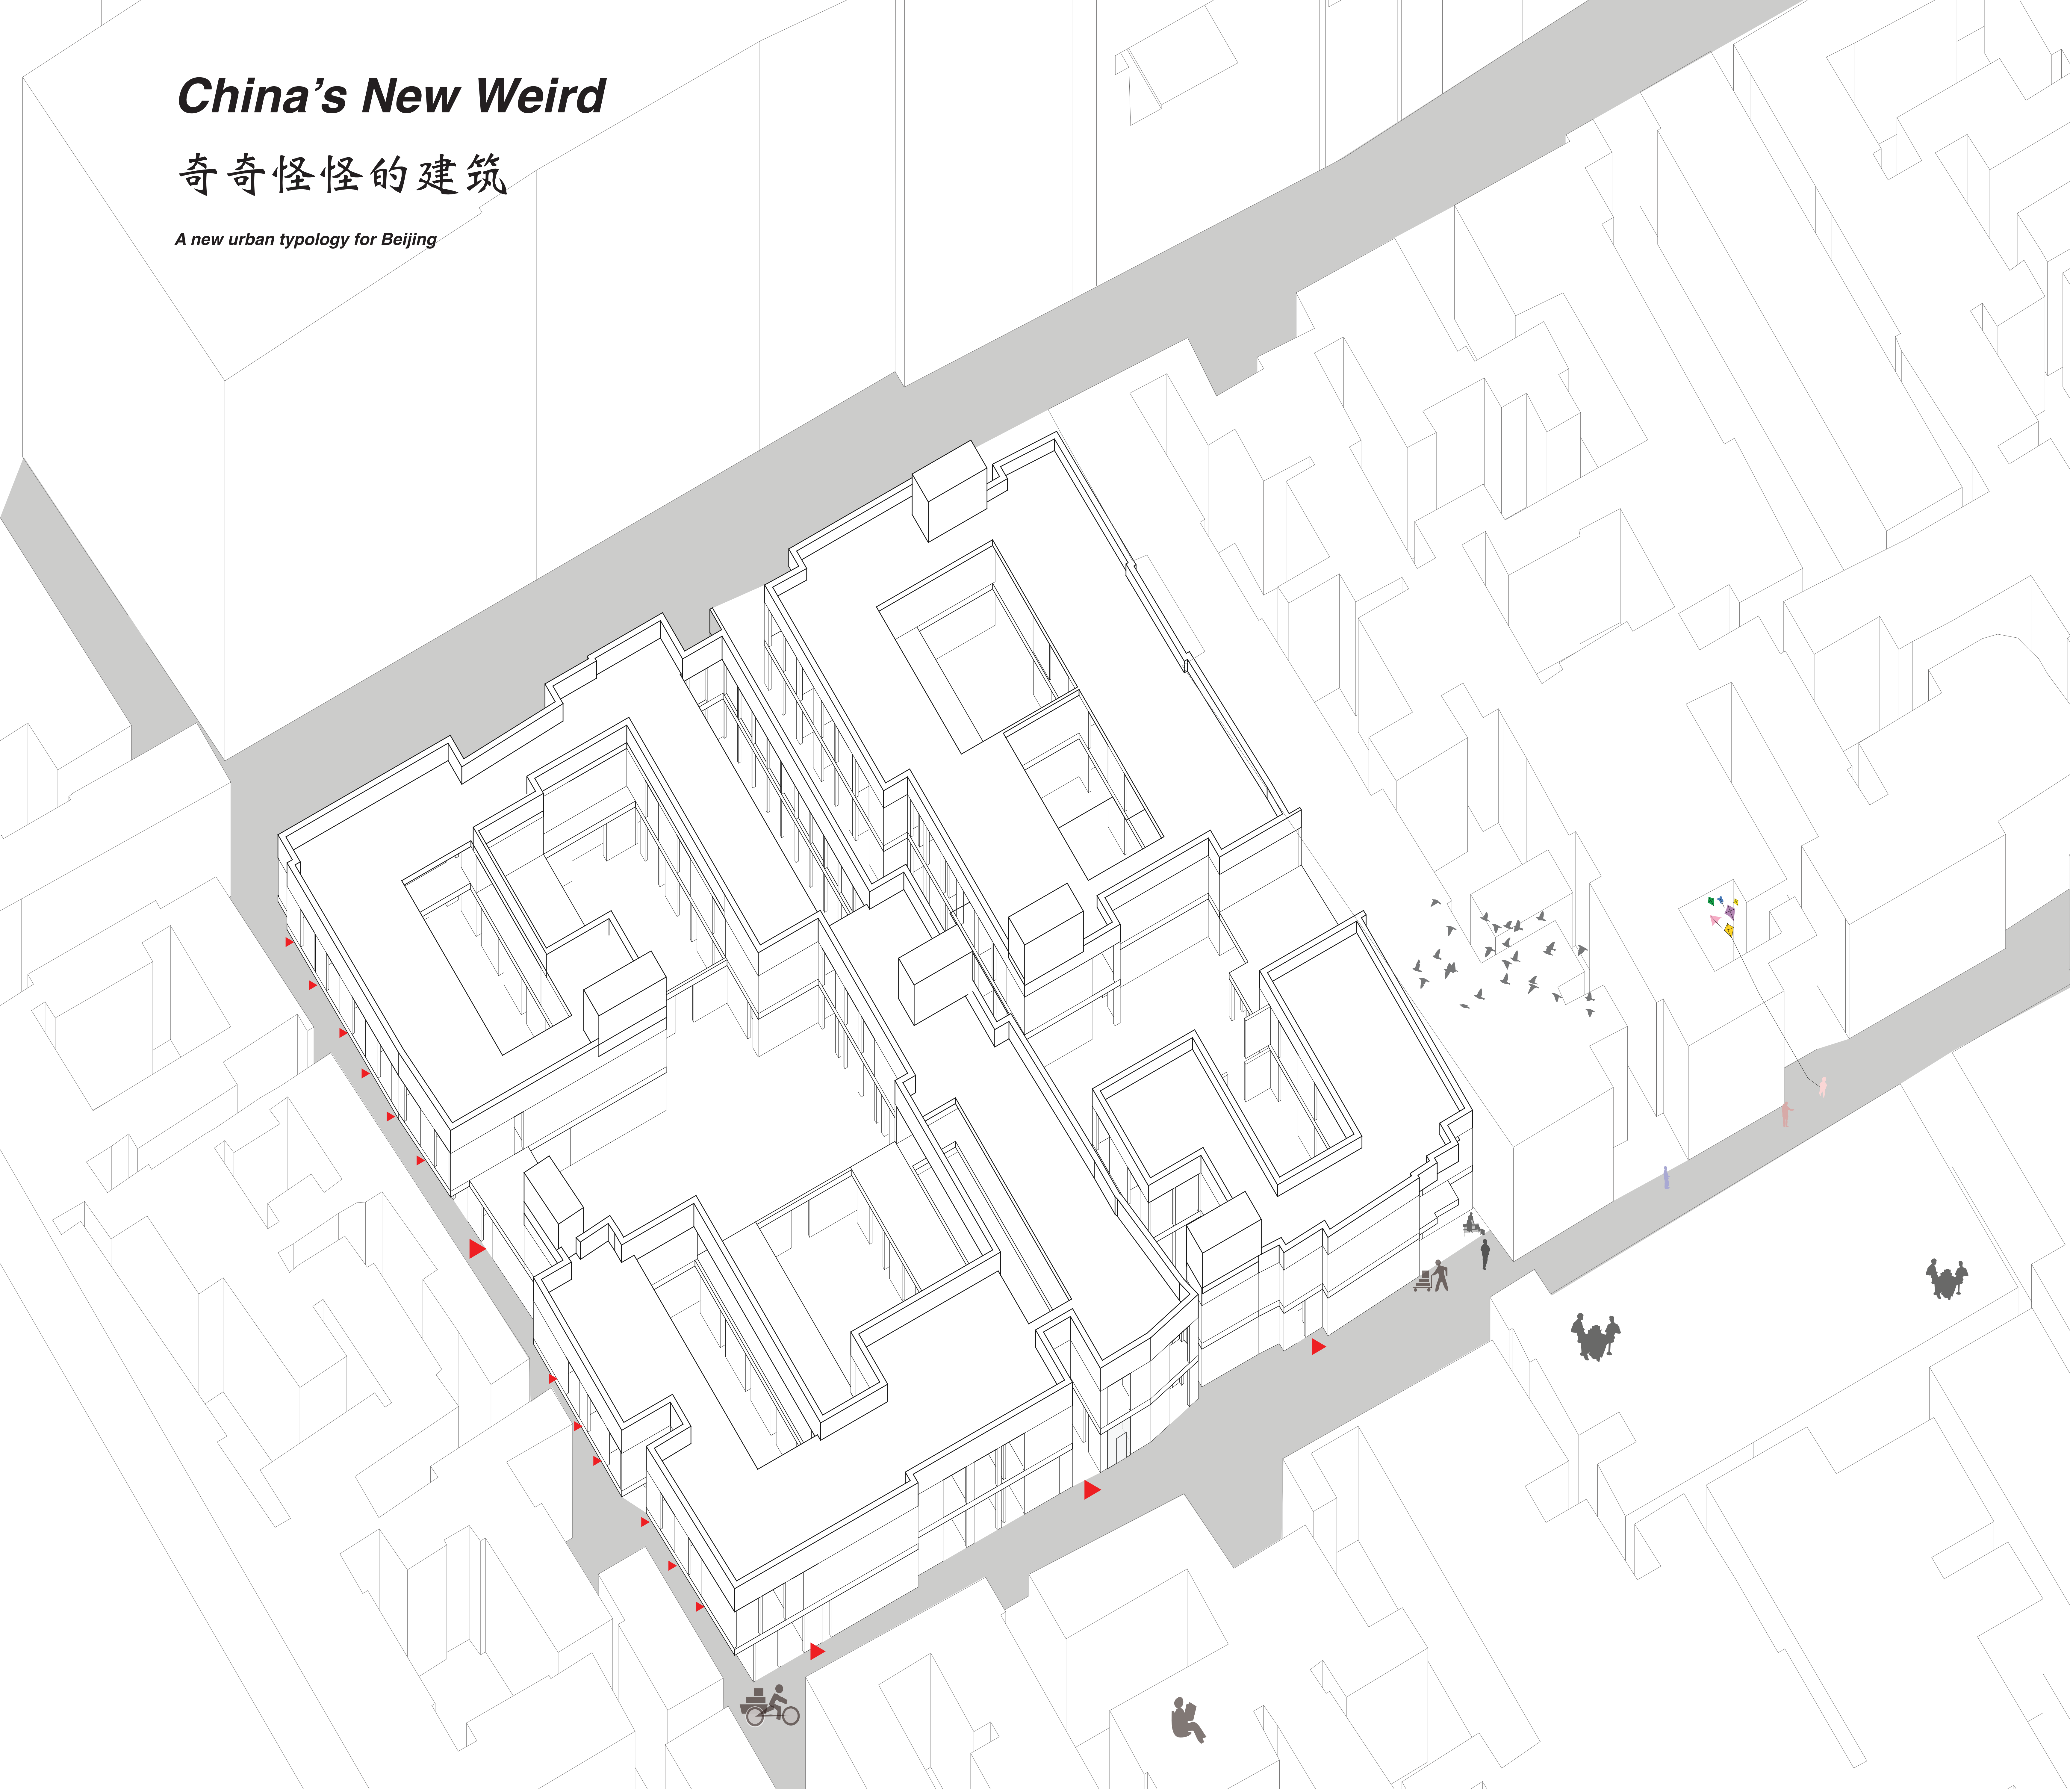 China’s New Weird
奇奇怪怪的建筑
A new urban typology for Beijing